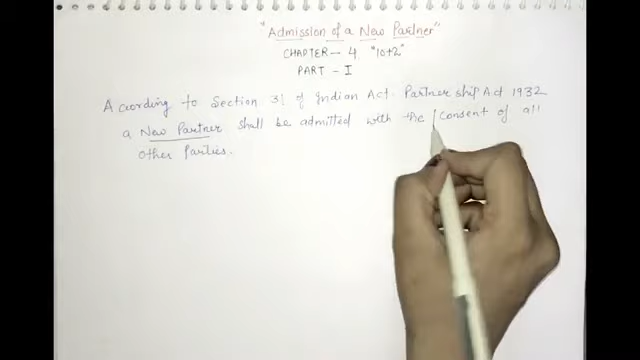 "Admission of a New Partner"
CHAPTER - 4 "10+2"
PART - I
According to Section 31 of Indian Act. Partnership Act 1932
a New Partner shall be admitted with the consent of all
other Parties.